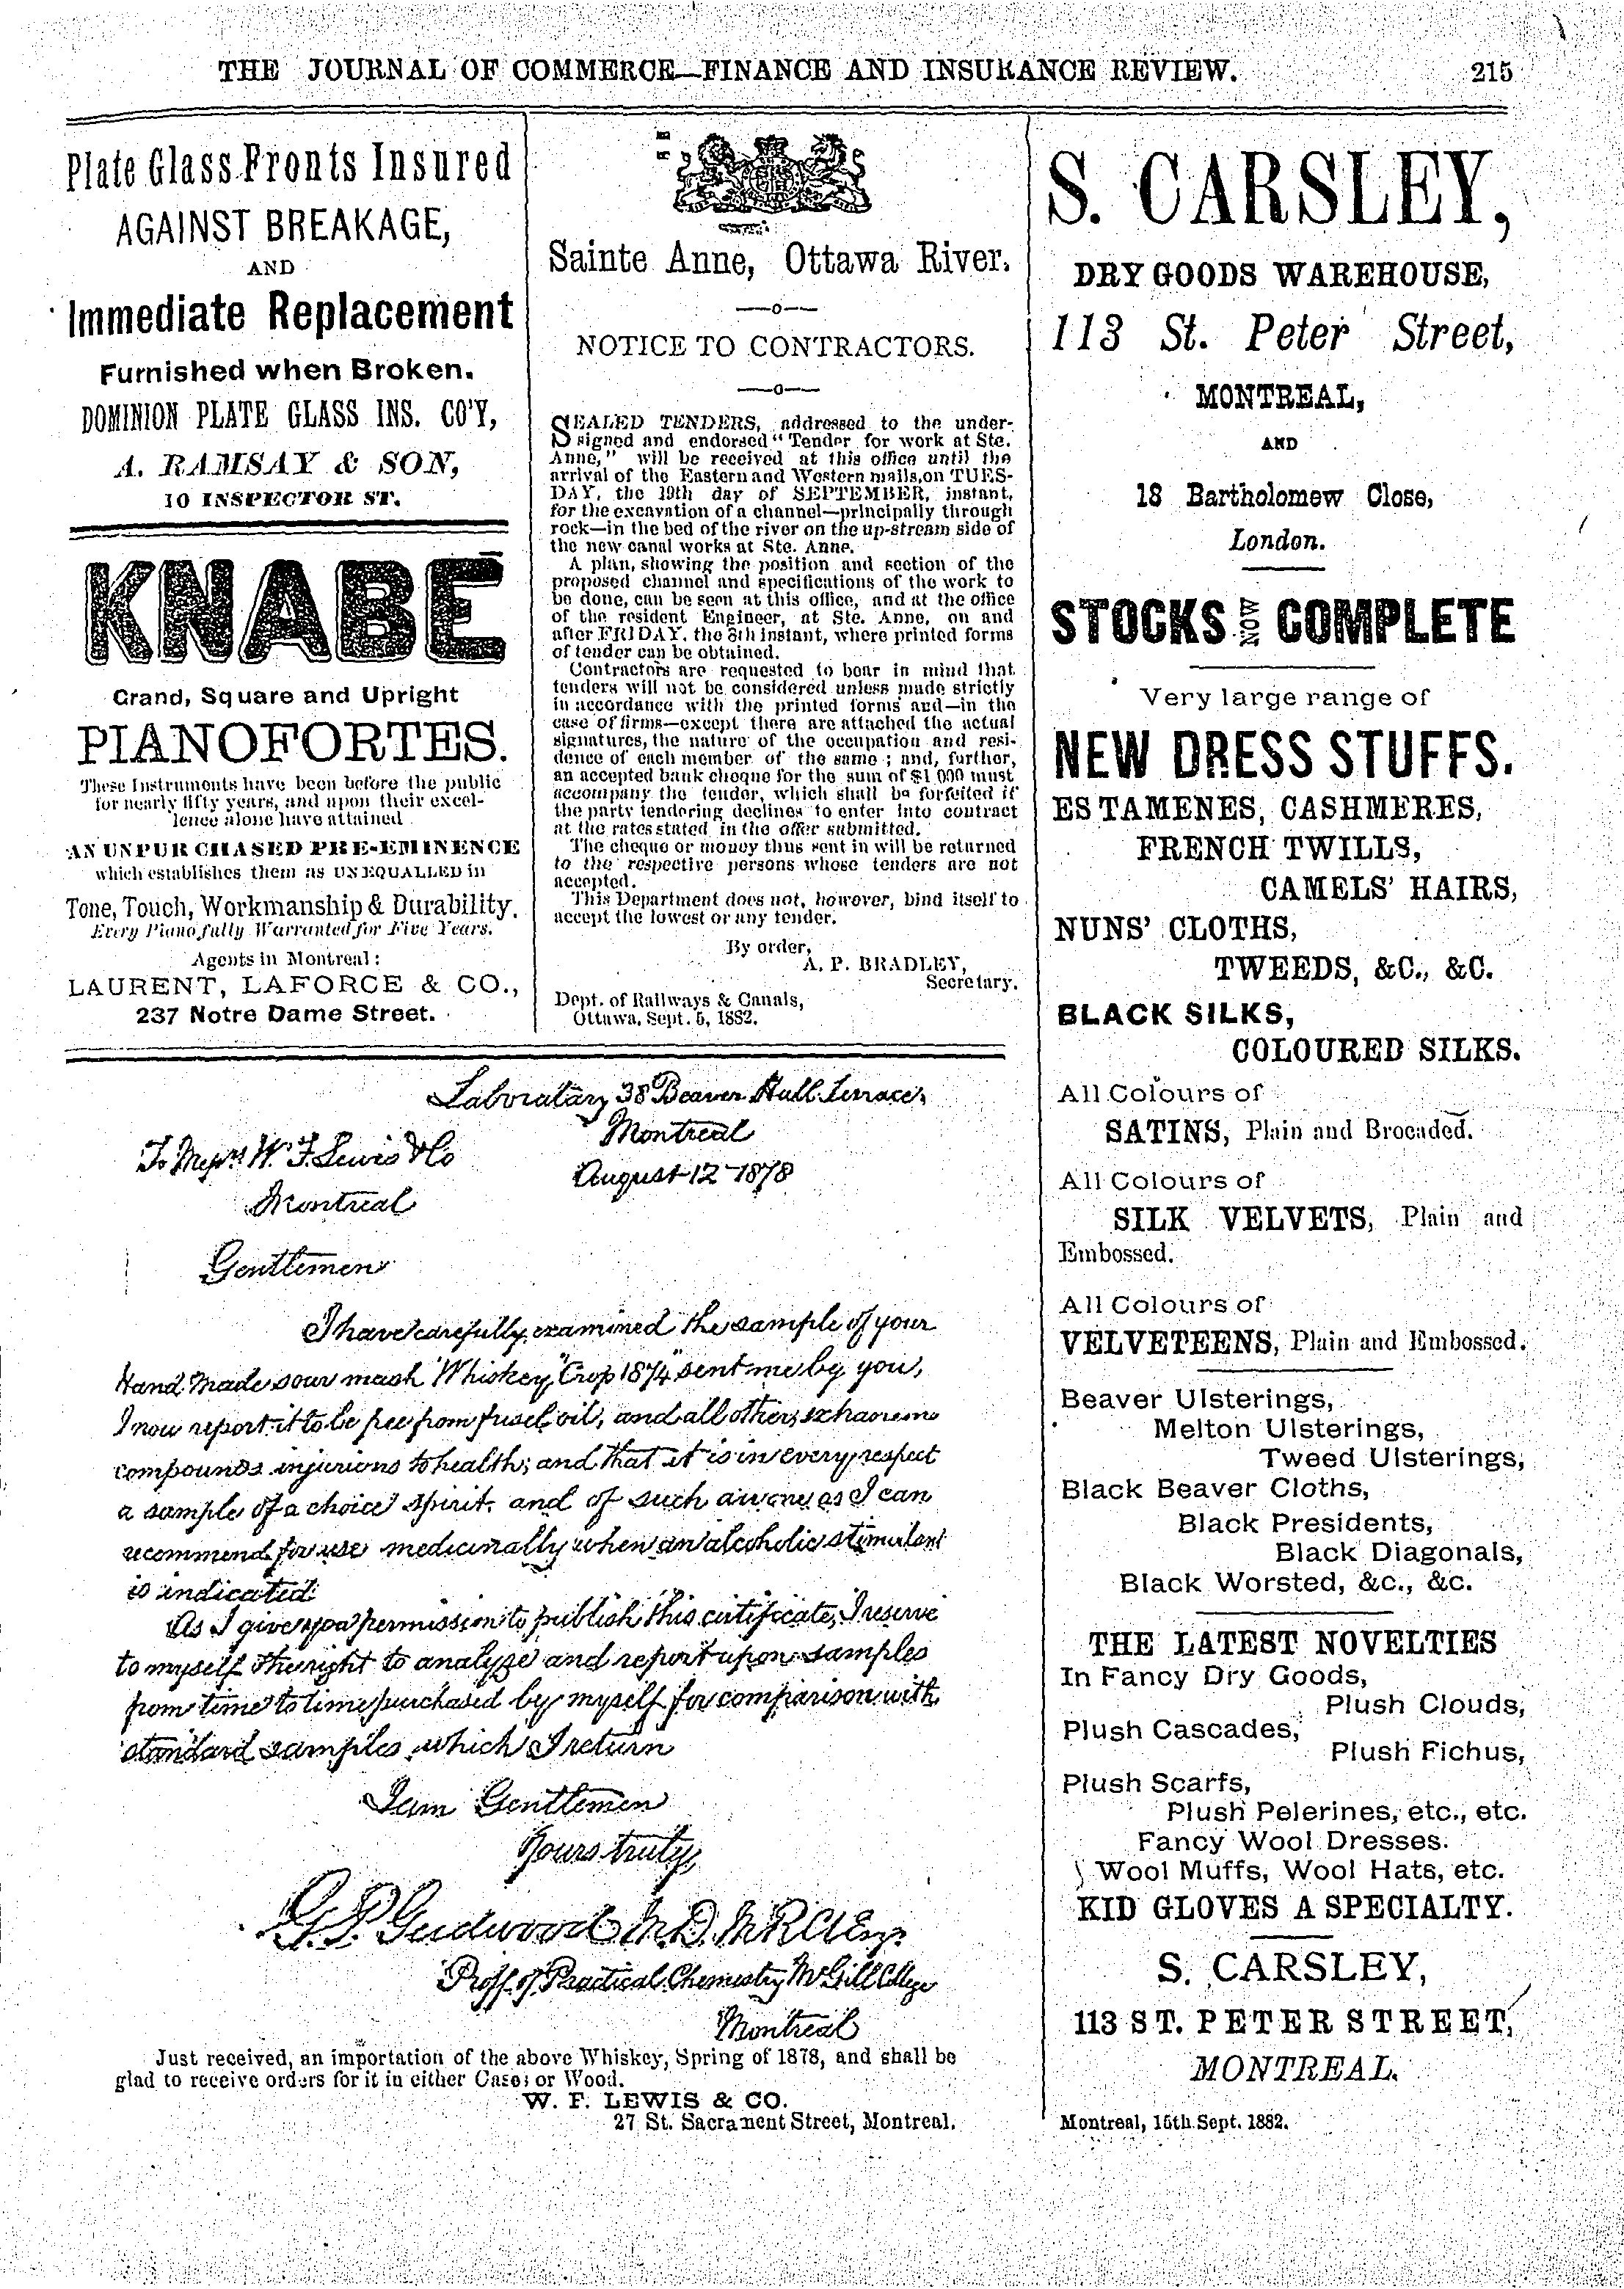 THE JOURNAL OF COMMERCE—FINANCE AND INSURANCE REVIEW. 215
Plate Glass Fronts Insured
AGAINST BREAKAGE,
AND
Immediate Replacement
Furnished when Broken.
DOMINION PLATE GLASS INS. CO'Y,
A. RAMSAY & SON,
10 INSPECTOR ST.
KNABE
Grand, Square and Upright
PIANOFORTES.
These Instruments have been before the public
for nearly fifty years, and upon their excel-
lence alone have attained
AN UNPURCHASED PRE-EMINENCE
which establishes them as UNEQUALLED in
Tone, Touch, Workmanship & Durability.
Every Piano fully Warranted for Five Years.
Agents in Montreal:
LAURENT, LAFORCE & CO.,
237 Notre Dame Street.
Sainte Anne, Ottawa River.
—o—
NOTICE TO CONTRACTORS.
—o—
SEALED TENDERS, addressed to the under-
signed and endorsed "Tender for work at Ste.
Anne," will be received at this office until the
arrival of the Eastern and Western mails, on TUES-
DAY, the 19th day of SEPTEMBER, instant,
for the excavation of a channel—principally through
rock—in the bed of the river on the up-stream side of
the new canal works at Ste. Anne.
A plan, showing the position and section of the
proposed channel and specifications of the work to
be done, can be seen at this office, and at the office
of the resident Engineer, at Ste. Anne, on and
after FRIDAY, the 8th instant, where printed forms
of tender can be obtained.
Contractors are requested to bear in mind that
tenders will not be considered unless made strictly
in accordance with the printed forms and—in the
case of firms—except there are attached the actual
signatures, the nature of the occupation and resi-
dence of each member of the same; and, further,
an accepted bank cheque for the sum of $1,000 must
accompany the tender, which shall be forfeited if
the party tendering declines to enter into contract
at the rates stated in the offer submitted.
The cheque or money thus sent in will be returned
to the respective persons whose tenders are not
accepted.
This Department does not, however, bind itself to
accept the lowest or any tender.
By order,
A. P. BRADLEY,
Secretary.
Dept. of Railways & Canals,
Ottawa, Sept. 5, 1882.
Laboratary 38 Beaver Hall Terrace,
Montreal
August 12 1878
To Messrs W. F. Lewis & Co
Montreal
Gentlemen
I have carefully examined the sample of your
Hand Made sour mash Whiskey, "Crop 1874" sent me by you,
I now report it to be free from fusel oil, and all other
compounds injurious to health; and that it is in every respect
a sample of a choice spirit, and of such as I can
recommend for use medicinally when an alcoholic stimulant
is indicated
As I give you permission to publish this certificate, I reserve
to myself the right to analyze and report upon samples
from time to time purchased by myself for comparison with
standard samples which I return
I am Gentlemen
Yours truly,
G. P. Girdwood M.D. M.R.C.S. Eng.
Proff. of Practical Chemistry McGill College
Montreal
Just received, an importation of the above Whiskey, Spring of 1878, and shall be
glad to receive orders for it in either Cases or Wood.
W. F. LEWIS & CO.
27 St. Sacrament Street, Montreal.
S. CARSLEY,
DRY GOODS WAREHOUSE,
113 St. Peter Street,
MONTREAL,
AND
18 Bartholomew Close,
London.
STOCKS NOW COMPLETE
Very large range of
NEW DRESS STUFFS.
ESTAMENES, CASHMERES,
FRENCH TWILLS,
CAMELS' HAIRS,
NUNS' CLOTHS,
TWEEDS, &C., &C.
BLACK SILKS,
COLOURED SILKS.
All Colours of
SATINS, Plain and Brocaded.
All Colours of
SILK VELVETS, Plain and
Embossed.
All Colours of
VELVETEENS, Plain and Embossed.
Beaver Ulsterings,
Melton Ulsterings,
Tweed Ulsterings,
Black Beaver Cloths,
Black Presidents,
Black Diagonals,
Black Worsted, &c., &c.
THE LATEST NOVELTIES
In Fancy Dry Goods,
Plush Clouds,
Plush Cascades,
Plush Fichus,
Plush Scarfs,
Plush Pelerines, etc., etc.
Fancy Wool Dresses.
Wool Muffs, Wool Hats, etc.
KID GLOVES A SPECIALTY.
S. CARSLEY,
113 ST. PETER STREET,
MONTREAL.
Montreal, 15th Sept. 1882.